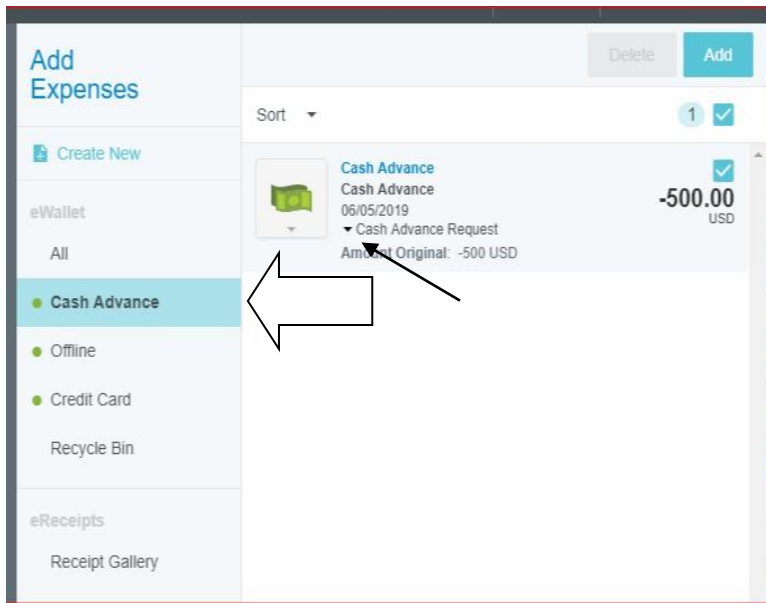 Add
Expenses
Create New
eWallet
All
Cash Advance
Offline
Credit Card
Recycle Bin
eReceipts
Receipt Gallery
Delete Add
Sort 1
Cash Advance
Cash Advance
06/05/2019
Cash Advance Request
Amount Original: -500 USD
-500.00
USD